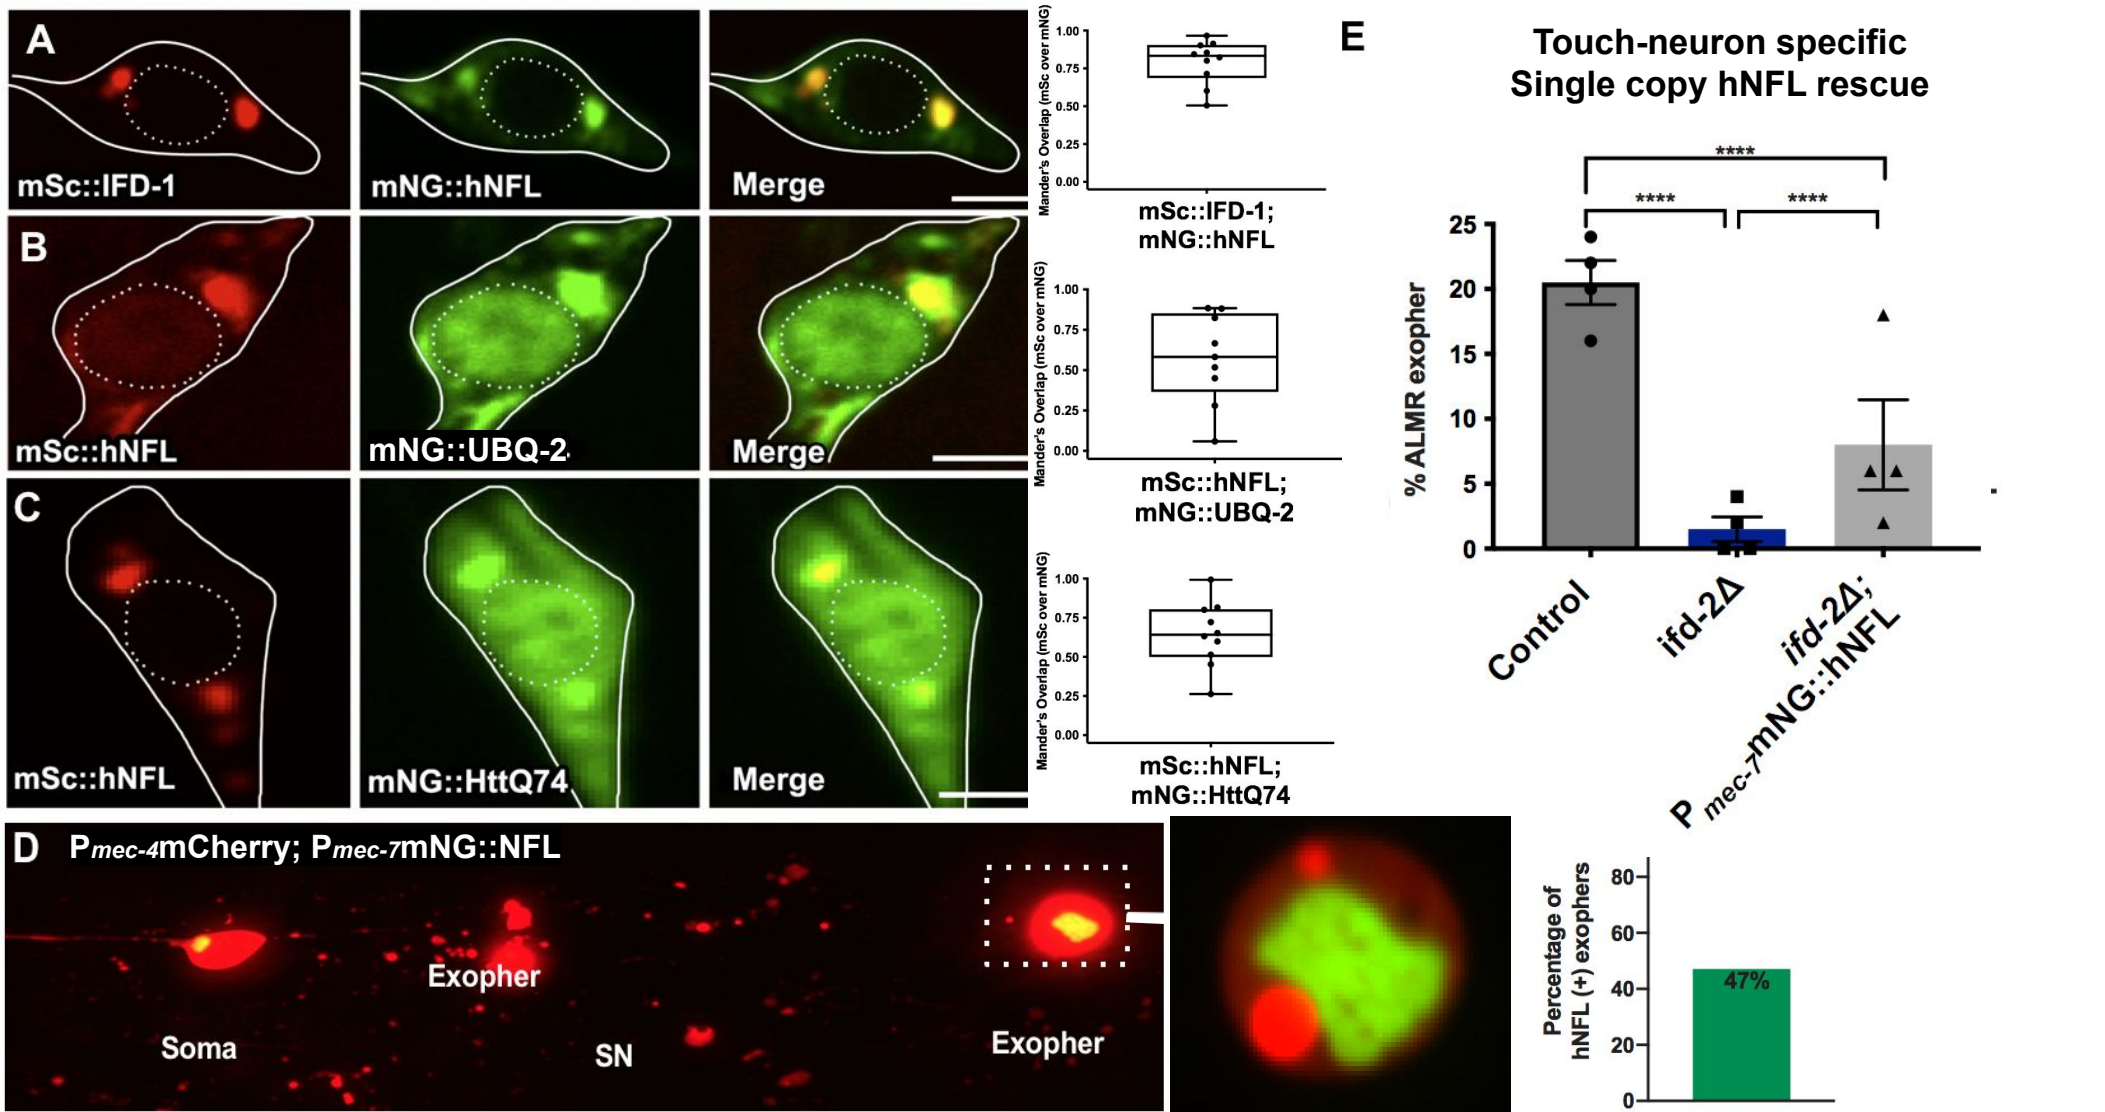 A
mSc::IFD-1
mNG::hNFL
Merge
Mander's Overlap (mSc over mNG)
1.00
0.75
0.50
0.25
0.00
mSc::IFD-1;
mNG::hNFL
B
mSc::hNFL
mNG::UBQ-2
Merge
Mander's Overlap (mSc over mNG)
1.00
0.75
0.50
0.25
0.00
mSc::hNFL;
mNG::UBQ-2
C
mSc::hNFL
mNG::HttQ74
Merge
Mander's Overlap (mSc over mNG)
1.00
0.75
0.50
0.25
0.00
mSc::hNFL;
mNG::HttQ74
D
Pmec-4mCherry; Pmec-7mNG::NFL
Soma
Exopher
SN
Exopher
Percentage of
hNFL (+) exophers
80
60
40
20
0
47%
E
Touch-neuron specific
Single copy hNFL rescue
****
****
****
% ALMR exopher
25
20
15
10
5
0
Control
ifd-2Δ
ifd-2Δ;
Pmec-7mNG::hNFL